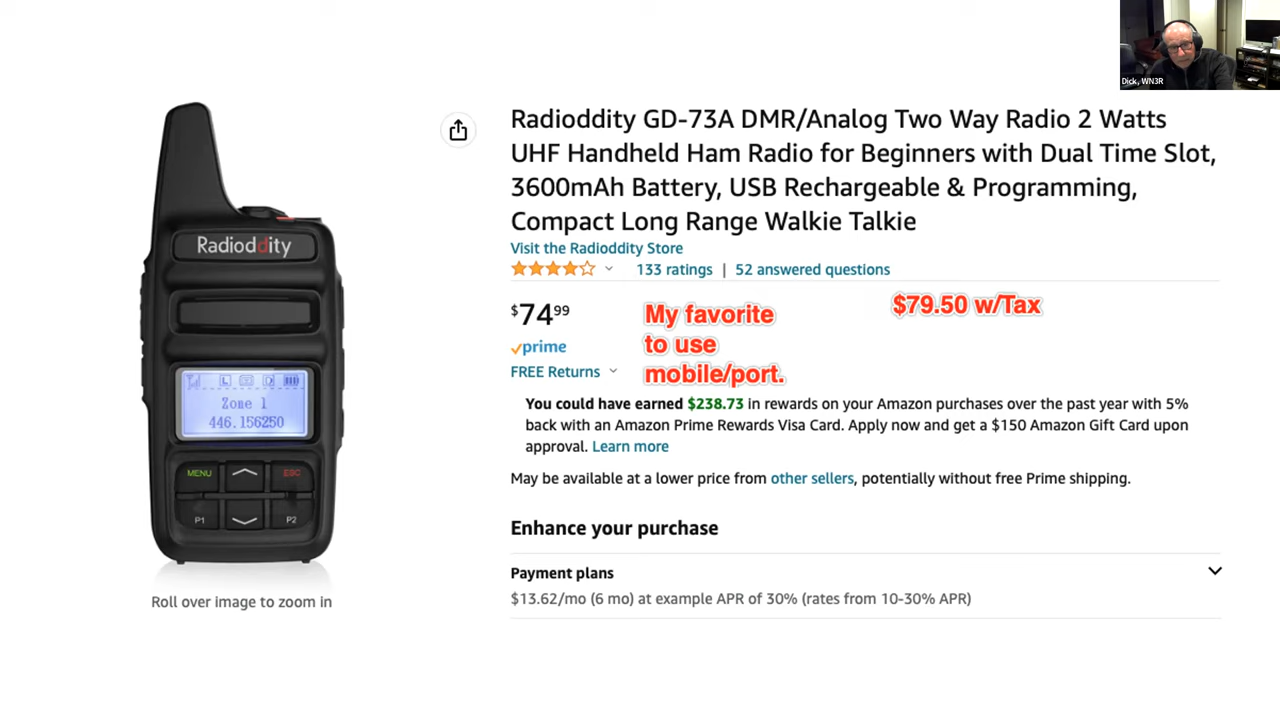 Dick, WN3R
Radioddity GD-73A DMR/Analog Two Way Radio 2 Watts
UHF Handheld Ham Radio for Beginners with Dual Time Slot,
3600mAh Battery, USB Rechargeable & Programming,
Compact Long Range Walkie Talkie
Visit the Radioddity Store
133 ratings | 52 answered questions
$74.99
My favorite
to use
mobile/port.
$79.50 w/Tax
prime
FREE Returns
You could have earned $238.73 in rewards on your Amazon purchases over the past year with 5%
back with an Amazon Prime Rewards Visa Card. Apply now and get a $150 Amazon Gift Card upon
approval. Learn more
May be available at a lower price from other sellers, potentially without free Prime shipping.
Enhance your purchase
Payment plans
$13.62/mo (6 mo) at example APR of 30% (rates from 10-30% APR)
Radioddity
L D
Zone 1
446.156250
MENU ESC
P1 P2
Roll over image to zoom in